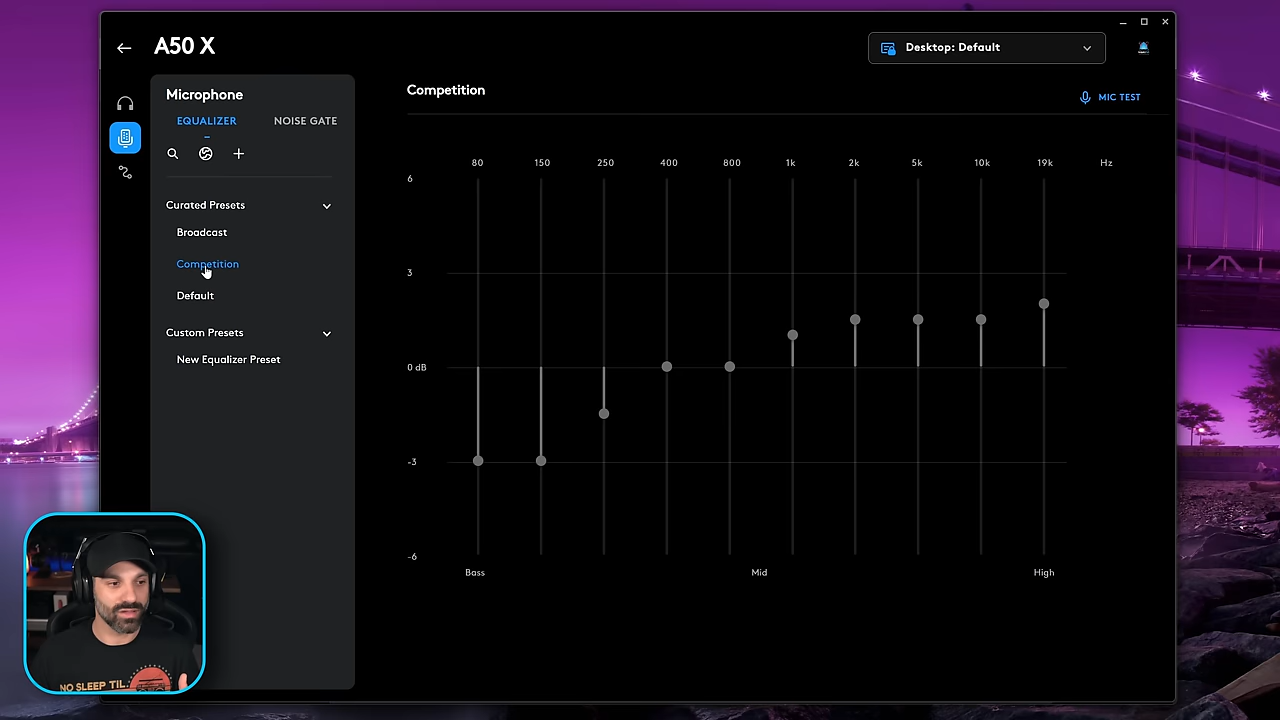 A50 X
Desktop: Default
Microphone
EQUALIZER
NOISE GATE
Curated Presets
Broadcast
Competition
Default
Custom Presets
New Equalizer Preset
Competition
MIC TEST
80 150 250 400 800 1k 2k 5k 10k 19k Hz
6
3
0 dB
-3
-6
Bass Mid High
NO SLEEP TIL